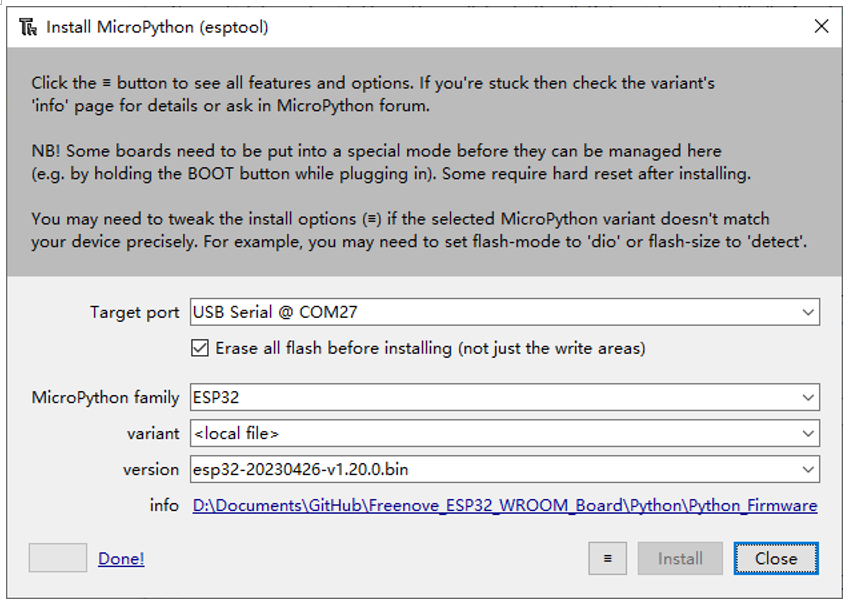 Install MicroPython (esptool)
Click the ≡ button to see all features and options. If you're stuck then check the variant's
'info' page for details or ask in MicroPython forum.
NB! Some boards need to be put into a special mode before they can be managed here
(e.g. by holding the BOOT button while plugging in). Some require hard reset after installing.
You may need to tweak the install options (≡) if the selected MicroPython variant doesn't match
your device precisely. For example, you may need to set flash-mode to 'dio' or flash-size to 'detect'.
Target port USB Serial @ COM27
Erase all flash before installing (not just the write areas)
MicroPython family ESP32
variant <local file>
version esp32-20230426-v1.20.0.bin
info D:\Documents\GitHub\Freenove_ESP32_WROOM_Board\Python\Python_Firmware
Done! ≡ Install Close